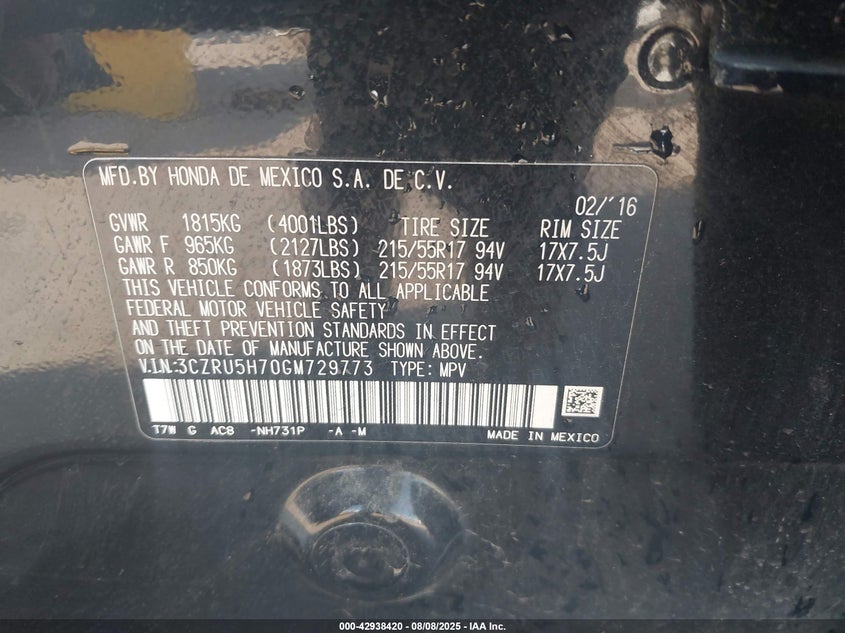 MFD.BY HONDA DE MEXICO S.A. DE C.V.
02/'16
GVWR 1815KG (4001LBS) TIRE SIZE RIM SIZE
GAWR F 965KG (2127LBS) 215/55R17 94V 17X7.5J
GAWR R 850KG (1873LBS) 215/55R17 94V 17X7.5J
THIS VEHICLE CONFORMS TO ALL APPLICABLE
FEDERAL MOTOR VEHICLE SAFETY
AND THEFT PREVENTION STANDARDS IN EFFECT
ON THE DATE OF MANUFACTURE SHOWN ABOVE.
V.I.N:3CZRU5H70GM729773 TYPE: MPV
T7W G AC8 -NH731P -A -M MADE IN MEXICO
000-42938420 - 08/08/2025 - IAA Inc.